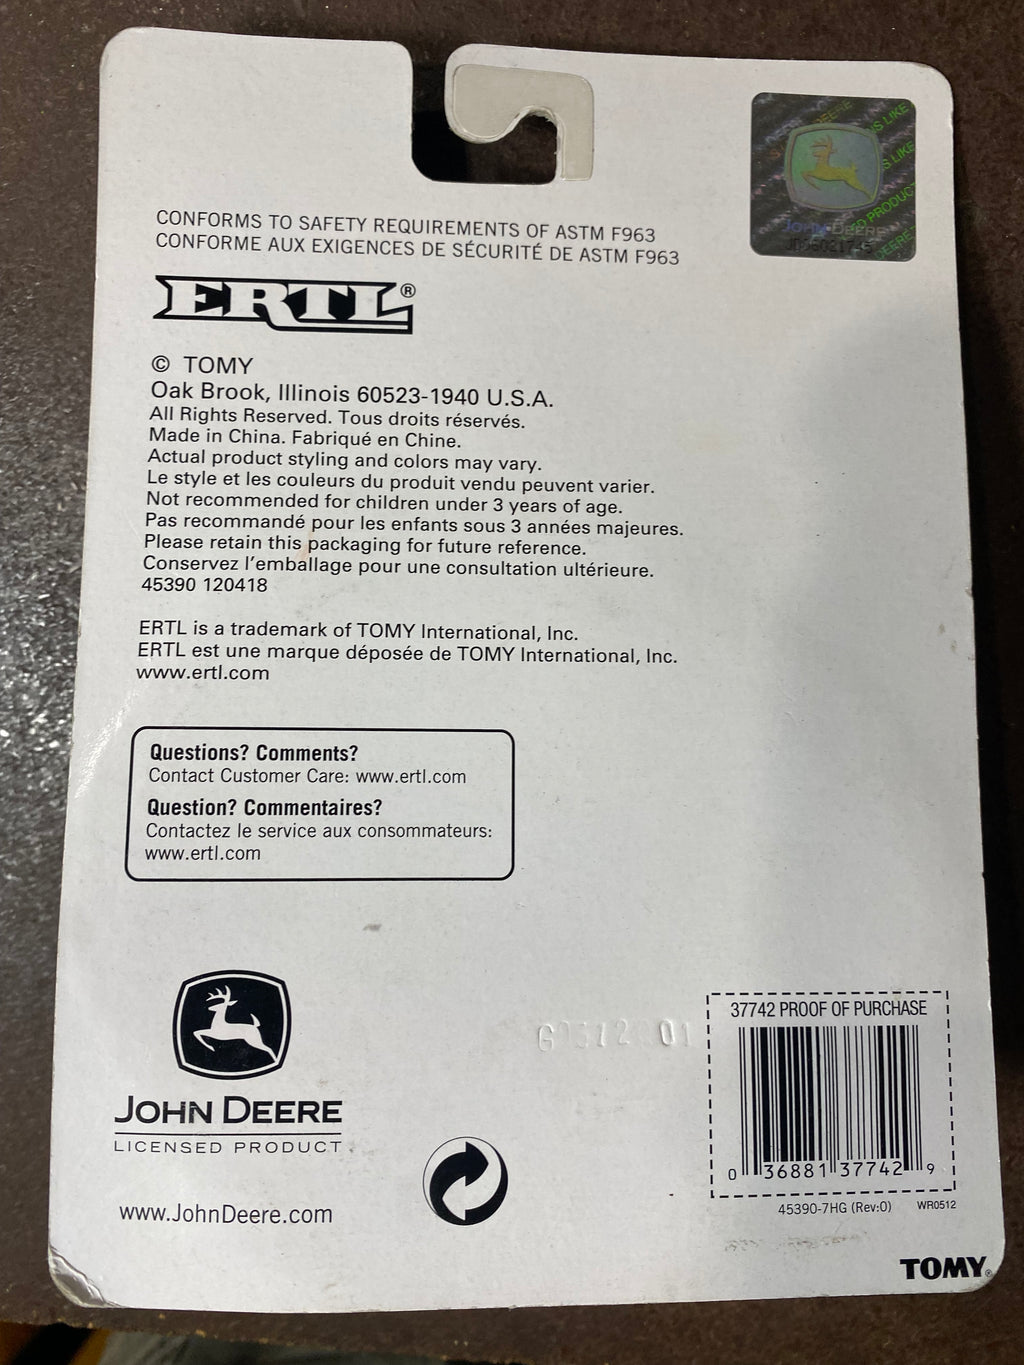 DEERE
S LIKE
S LIKE
D PRODUCT
JOHN DEERE
DEERE
CONFORMS TO SAFETY REQUIREMENTS OF ASTM F963
CONFORME AUX EXIGENCES DE SÉCURITÉ DE ASTM F963
ERTL®
© TOMY
Oak Brook, Illinois 60523-1940 U.S.A.
All Rights Reserved. Tous droits réservés.
Made in China. Fabriqué en Chine.
Actual product styling and colors may vary.
Le style et les couleurs du produit vendu peuvent varier.
Not recommended for children under 3 years of age.
Pas recommandé pour les enfants sous 3 années majeures.
Please retain this packaging for future reference.
Conservez l'emballage pour une consultation ultérieure.
45390 120418
ERTL is a trademark of TOMY International, Inc.
ERTL est une marque déposée de TOMY International, Inc.
www.ertl.com
Questions? Comments?
Contact Customer Care: www.ertl.com
Question? Commentaires?
Contactez le service aux consommateurs:
www.ertl.com
JOHN DEERE
LICENSED PRODUCT
www.JohnDeere.com
37742 PROOF OF PURCHASE
0 36881 37742 9
45390-7HG (Rev:0) WR0512
TOMY®